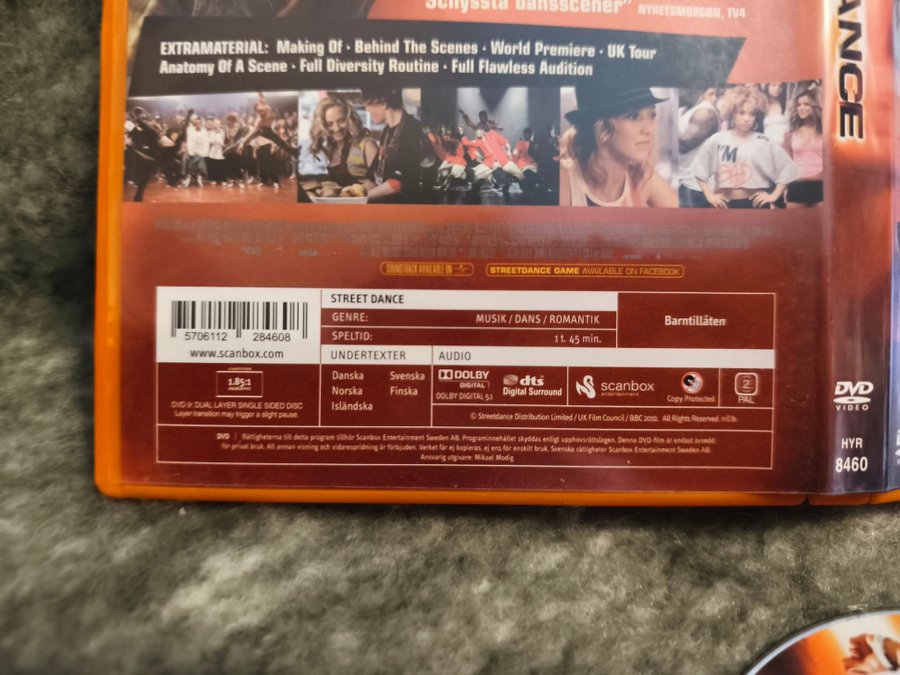 Schyssta dansscener" NYHETSMORGON, TV4
EXTRAMATERIAL: Making Of • Behind The Scenes • World Premiere • UK Tour
Anatomy Of A Scene • Full Diversity Routine • Full Flawless Audition
SOUNDTRACK AVAILABLE ON
STREETDANCE GAME AVAILABLE ON FACEBOOK
5706112 284608
www.scanbox.com
1.85:1
DVD 9: DUAL LAYER SINGLE SIDED DISC
Layer transition may trigger a slight pause.
STREET DANCE
GENRE: MUSIK / DANS / ROMANTIK
SPELTID: 1 t. 45 min.
Barntillåten
UNDERTEXTER
Danska Svenska
Norska Finska
Isländska
AUDIO
DOLBY
DIGITAL
DOLBY DIGITAL 5.1
dts
Digital Surround
scanbox
entertainment
Copy Protected
2
PAL
© Streetdance Distribution Limited / UK Film Council / BBC 2010. All Rights Reserved. mDb:
DVD Rättigheterna till detta program tillhör Scanbox Entertainment Sweden AB. Programinnehållet skyddas enligt upphovsrättslagen. Denna DVD-film är endast avsedd
för privat bruk. All annan visning och vidarespridning är förbjuden. Verket får ej kopieras, ej ens för enskilt bruk. Svenska rättigheter Scanbox Entertainment Sweden AB.
Ansvarig utgivare: Mikael Modig
ANCE
DVD
VIDEO
HYR
8460